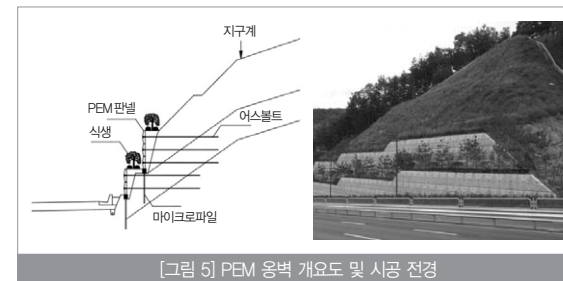 지구계
PEM 판넬
어스볼트
식생
마이크로파일
[그림 5] PEM 옹벽 개요도 및 시공 전경